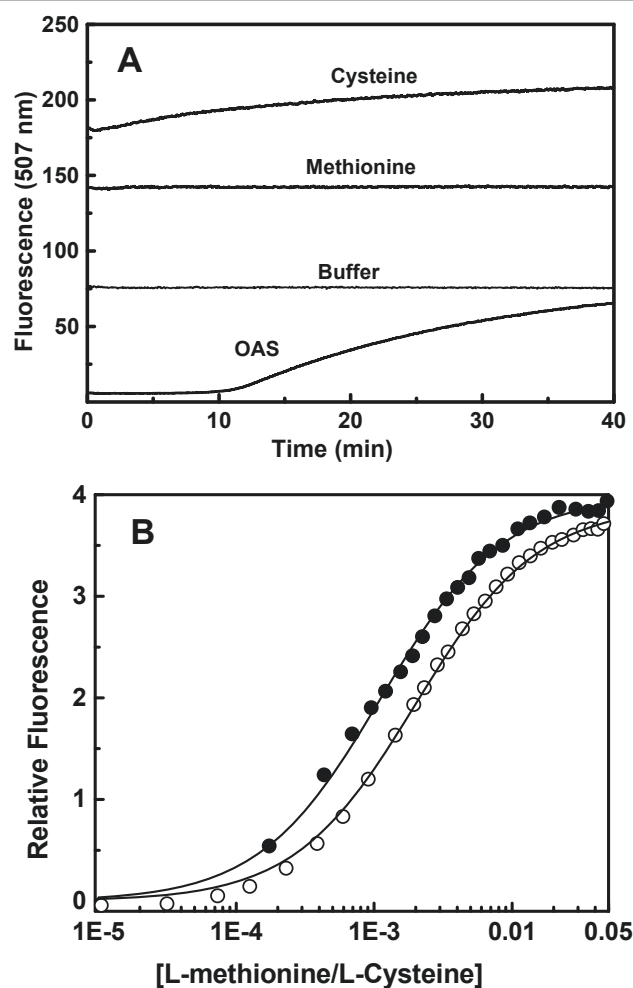 A
Fluorescence (507 nm)
250
200
150
100
50
Cysteine
Methionine
Buffer
OAS
0 10 20 30 40
Time (min)
B
Relative Fluorescence
4
3
2
1
0
1E-5 1E-4 1E-3 0.01 0.05
[L-methionine/L-Cysteine]